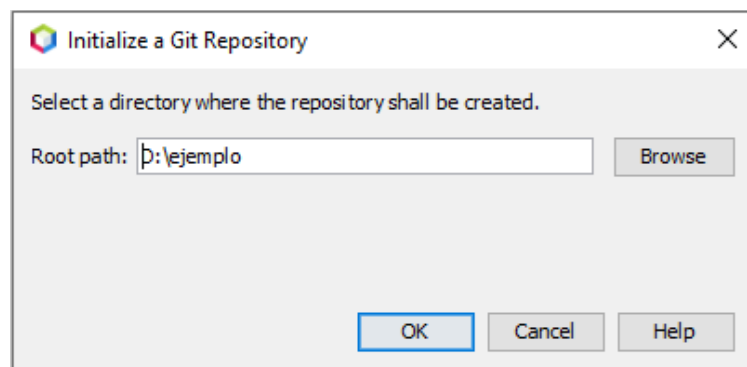 Initialize a Git Repository
Select a directory where the repository shall be created.
Root path: D:\ejemplo Browse
OK Cancel Help